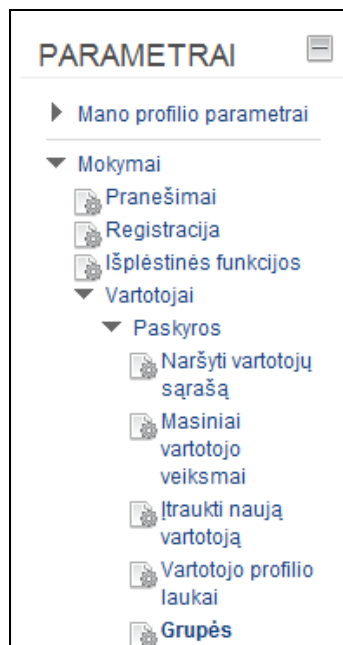 PARAMETRAI
Mano profilio parametrai
Mokymai
Pranešimai
Registracija
Išplėstinės funkcijos
Vartotojai
Paskyros
Naršyti vartotojų
sąrašą
Masiniai
vartotojo
veiksmai
Įtraukti naują
vartotoją
Vartotojo profilio
laukai
Grupės